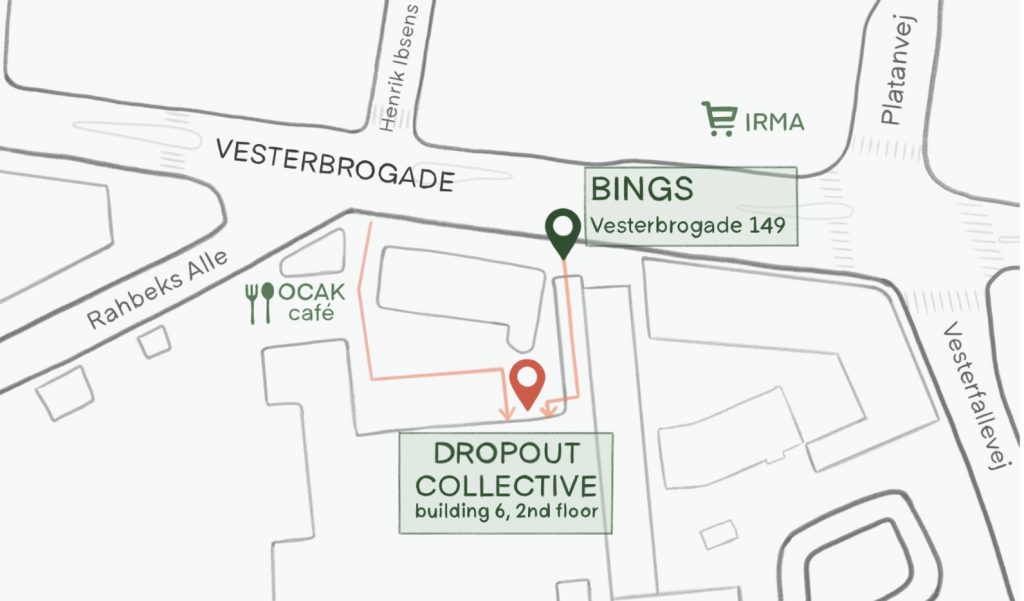 Henrik Ibsens
Platanvej
IRMA
VESTERBROGADE
BINGS
Vesterbrogade 149
Rahbeks Alle
OCAK
café
Vesterfallevej
DROPOUT
COLLECTIVE
building 6, 2nd floor